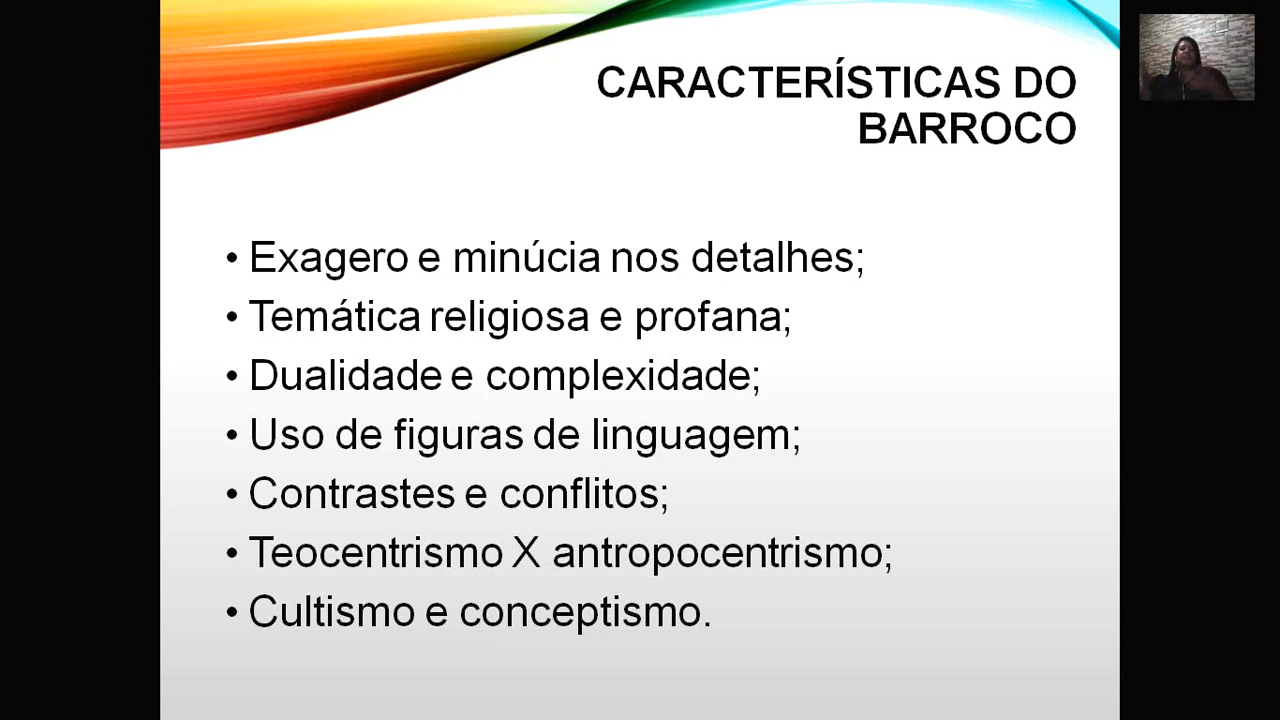 CARACTERÍSTICAS DO
BARROCO
• Exagero e minúcia nos detalhes;
• Temática religiosa e profana;
• Dualidade e complexidade;
• Uso de figuras de linguagem;
• Contrastes e conflitos;
• Teocentrismo X antropocentrismo;
• Cultismo e conceptismo.